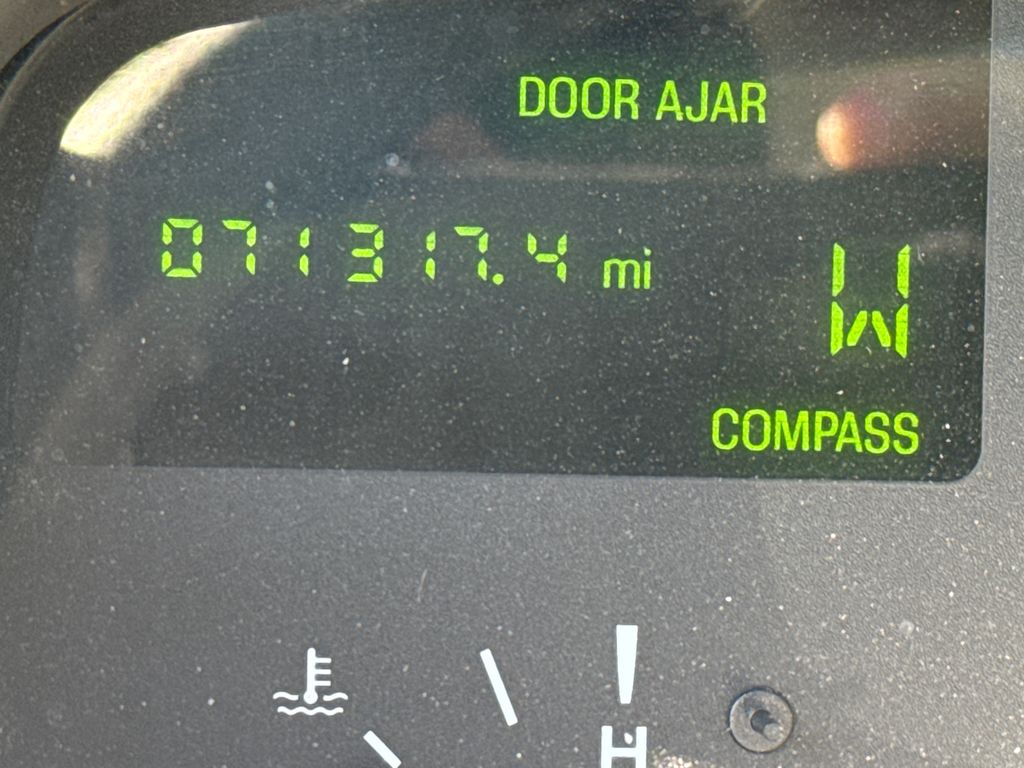 DOOR AJAR
071317.4 mi
W
COMPASS
H